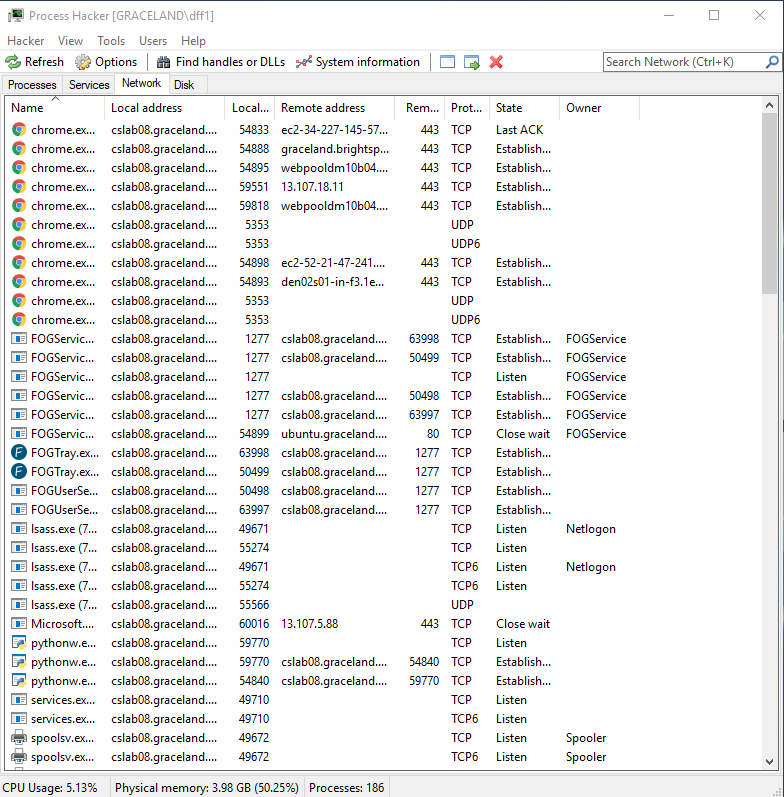 Process Hacker [GRACELAND\dff1]
Hacker View Tools Users Help
Refresh Options Find handles or DLLs System information Search Network (Ctrl+K)
Processes Services Network Disk
Name Local address Local... Remote address Rem... Prot... State Owner
chrome.ex... cslab08.graceland.... 54833 ec2-34-227-145-57... 443 TCP Last ACK
chrome.ex... cslab08.graceland.... 54888 graceland.brightsp... 443 TCP Establish...
chrome.ex... cslab08.graceland.... 54895 webpooldm10b04.... 443 TCP Establish...
chrome.ex... cslab08.graceland.... 59551 13.107.18.11 443 TCP Establish...
chrome.ex... cslab08.graceland.... 59818 webpooldm10b04.... 443 TCP Establish...
chrome.ex... cslab08.graceland.... 5353 UDP
chrome.ex... cslab08.graceland.... 5353 UDP6
chrome.ex... cslab08.graceland.... 54898 ec2-52-21-47-241.... 443 TCP Establish...
chrome.ex... cslab08.graceland.... 54893 den02s01-in-f3.1e... 443 TCP Establish...
chrome.ex... cslab08.graceland.... 5353 UDP
chrome.ex... cslab08.graceland.... 5353 UDP6
FOGServic... cslab08.graceland.... 1277 cslab08.graceland.... 63998 TCP Establish... FOGService
FOGServic... cslab08.graceland.... 1277 cslab08.graceland.... 50499 TCP Establish... FOGService
FOGServic... cslab08.graceland.... 1277 TCP Listen FOGService
FOGServic... cslab08.graceland.... 1277 cslab08.graceland.... 50498 TCP Establish... FOGService
FOGServic... cslab08.graceland.... 1277 cslab08.graceland.... 63997 TCP Establish... FOGService
FOGServic... cslab08.graceland.... 54899 ubuntu.graceland.... 80 TCP Close wait FOGService
F FOGTray.ex... cslab08.graceland.... 63998 cslab08.graceland.... 1277 TCP Establish...
F FOGTray.ex... cslab08.graceland.... 50499 cslab08.graceland.... 1277 TCP Establish...
FOGUserSe... cslab08.graceland.... 50498 cslab08.graceland.... 1277 TCP Establish...
FOGUserSe... cslab08.graceland.... 63997 cslab08.graceland.... 1277 TCP Establish...
lsass.exe (7... cslab08.graceland.... 49671 TCP Listen Netlogon
lsass.exe (7... cslab08.graceland.... 55274 TCP Listen
lsass.exe (7... cslab08.graceland.... 49671 TCP6 Listen Netlogon
lsass.exe (7... cslab08.graceland.... 55274 TCP6 Listen
lsass.exe (7... cslab08.graceland.... 55566 UDP
Microsoft.... cslab08.graceland.... 60016 13.107.5.88 443 TCP Close wait
pythonw.e... cslab08.graceland.... 59770 TCP Listen
pythonw.e... cslab08.graceland.... 59770 cslab08.graceland.... 54840 TCP Establish...
pythonw.e... cslab08.graceland.... 54840 cslab08.graceland.... 59770 TCP Establish...
services.ex... cslab08.graceland.... 49710 TCP Listen
services.ex... cslab08.graceland.... 49710 TCP6 Listen
spoolsv.ex... cslab08.graceland.... 49672 TCP Listen Spooler
spoolsv.ex... cslab08.graceland.... 49672 TCP6 Listen Spooler
CPU Usage: 5.13% Physical memory: 3.98 GB (50.25%) Processes: 186